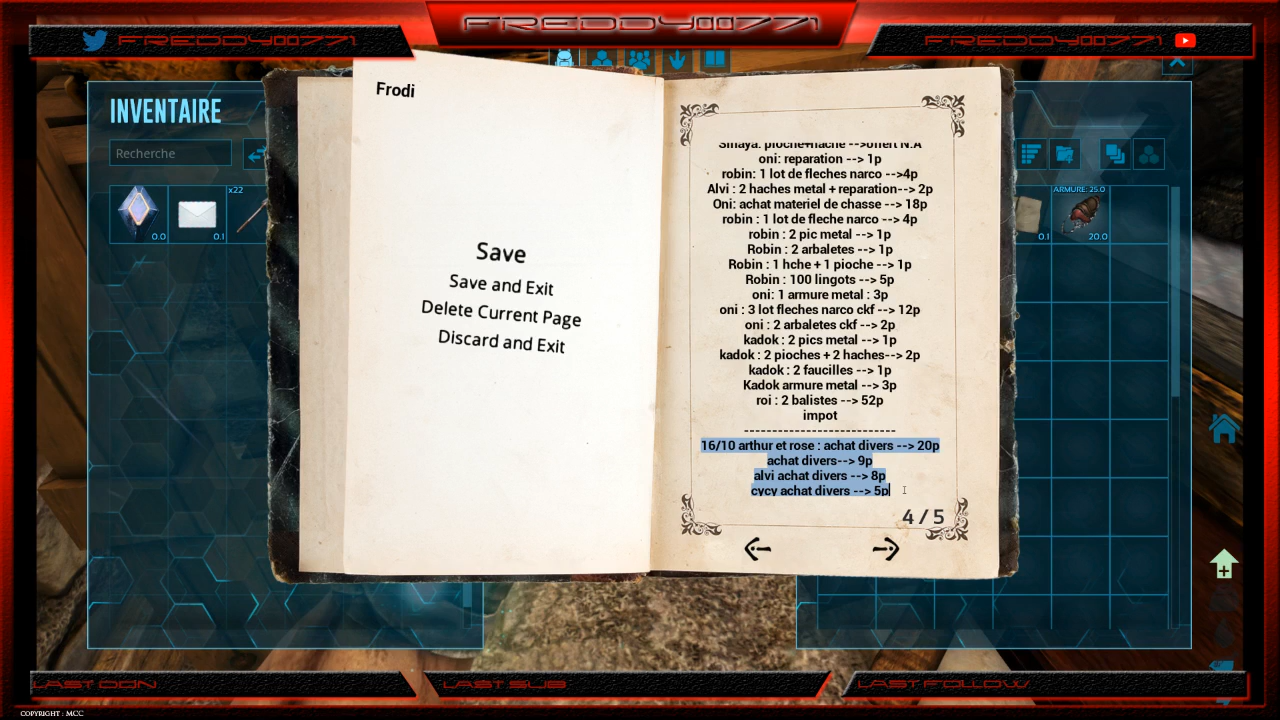 FREDDY00771
FREDDY00771
FREDDY00771
INVENTAIRE
Recherche
x22
0.0
0.1
ARMURE: 25.0
0.1
20.0
Frodi
Save
Save and Exit
Delete Current Page
Discard and Exit
Sinaya: pioche+hache -->offert N.A
oni: reparation --> 1p
robin: 1 lot de fleches narco -->4p
Alvi : 2 haches metal + reparation--> 2p
Oni: achat materiel de chasse --> 18p
robin : 1 lot de fleche narco --> 4p
robin : 2 pic metal --> 1p
Robin : 2 arbaletes --> 1p
Robin : 1 hche + 1 pioche --> 1p
Robin : 100 lingots --> 5p
oni: 1 armure metal : 3p
oni : 3 lot fleches narco ckf --> 12p
oni : 2 arbaletes ckf --> 2p
kadok : 2 pics metal --> 1p
kadok : 2 pioches + 2 haches--> 2p
kadok : 2 faucilles --> 1p
Kadok armure metal --> 3p
roi : 2 balistes --> 52p
impot
---------------------------
16/10 arthur et rose : achat divers --> 20p
achat divers--> 9p
alvi achat divers --> 8p
cycy achat divers --> 5p
4/5
LAST DON
LAST SUB
LAST FOLLOW
COPYRIGHT : MCC